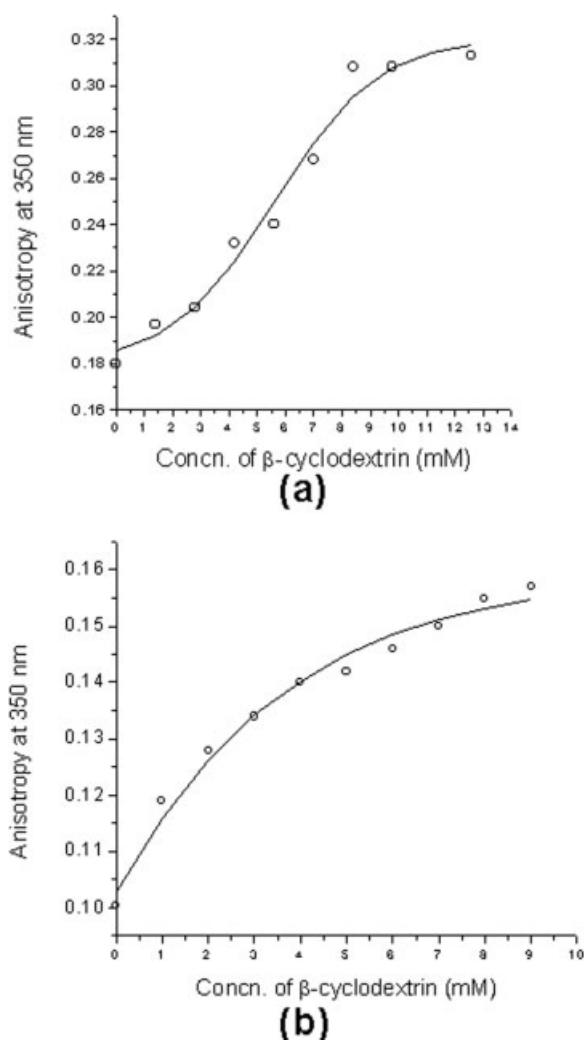 0.32
0.30
0.28
0.26
0.24
0.22
0.20
0.18
0.16
Anisotropy at 350 nm
0 1 2 3 4 5 6 7 8 9 10 11 12 13 14
Concn. of β-cyclodextrin (mM)
(a)
0.16
0.15
0.14
0.13
0.12
0.11
0.10
Anisotropy at 350 nm
0 1 2 3 4 5 6 7 8 9 10
Concn. of β-cyclodextrin (mM)
(b)